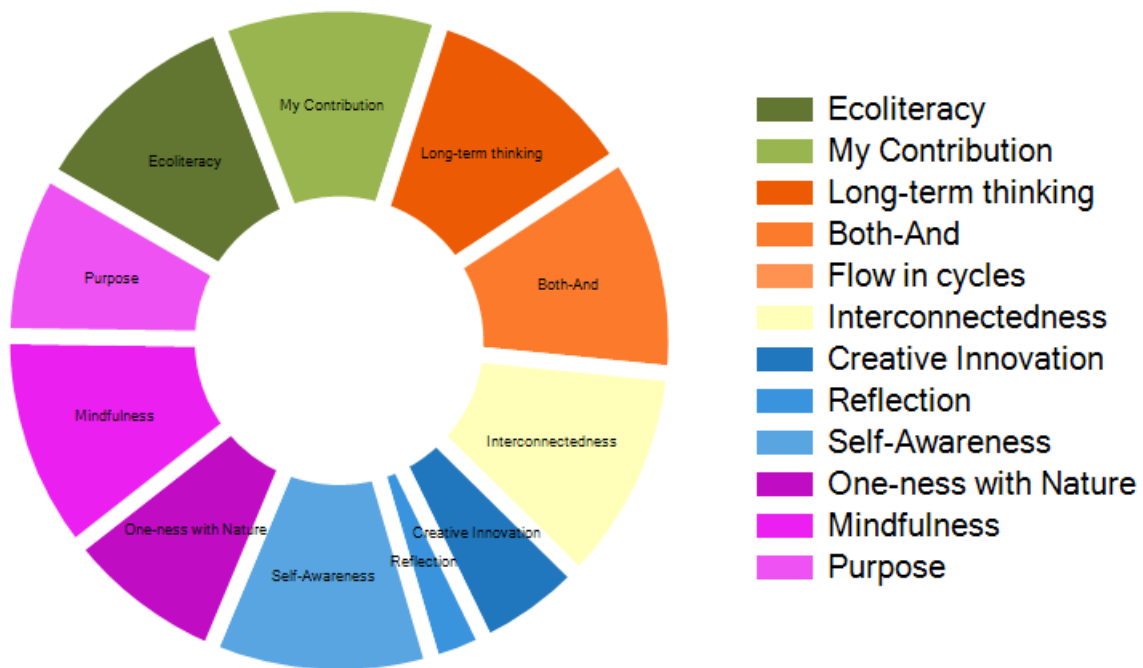 My Contribution
Long-term thinking
Ecoliteracy
Purpose
Both-And
Mindfulness
Interconnectedness
One-ness with Nature
Creative Innovation
Reflection
Self-Awareness
Ecoliteracy
My Contribution
Long-term thinking
Both-And
Flow in cycles
Interconnectedness
Creative Innovation
Reflection
Self-Awareness
One-ness with Nature
Mindfulness
Purpose